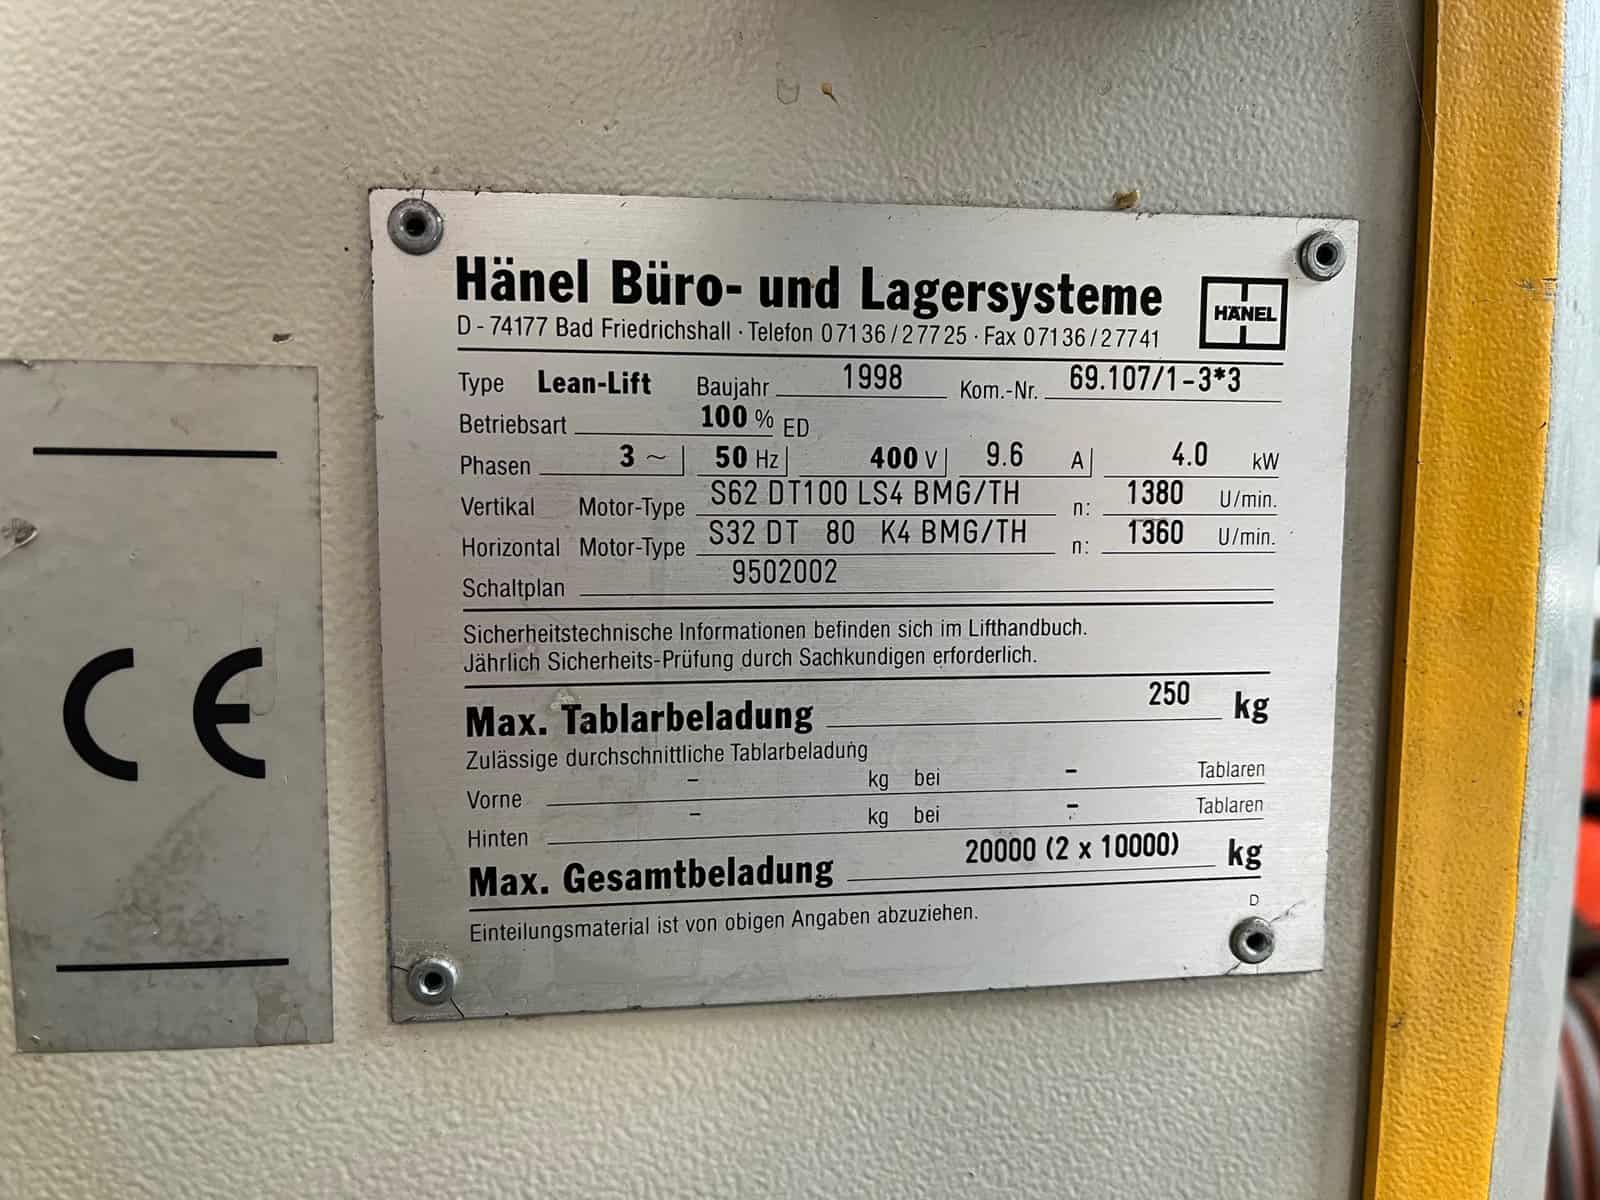 Hänel Büro- und Lagersysteme
HÄNEL
D - 74177 Bad Friedrichshall · Telefon 07136/27725 · Fax 07136/27741
Type Lean-Lift Baujahr 1998 Kom.-Nr. 69.107/1-3*3
Betriebsart 100 % ED
Phasen 3 ~ 50 Hz 400 V 9.6 A 4.0 kW
Vertikal Motor-Type S62 DT100 LS4 BMG/TH n: 1380 U/min.
Horizontal Motor-Type S32 DT 80 K4 BMG/TH n: 1360 U/min.
Schaltplan 9502002
Sicherheitstechnische Informationen befinden sich im Lifthandbuch.
Jährlich Sicherheits-Prüfung durch Sachkundigen erforderlich.
Max. Tablarbeladung 250 kg
Zulässige durchschnittliche Tablarbeladung
Vorne - kg bei - Tablaren
Hinten - kg bei - Tablaren
Max. Gesamtbeladung 20000 (2 x 10000) kg
D
Einteilungsmaterial ist von obigen Angaben abzuziehen.
CE